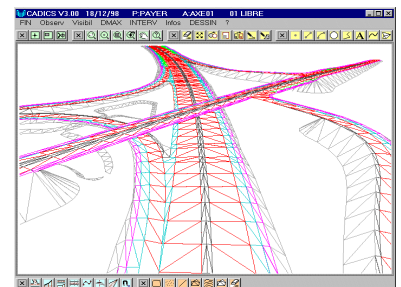 CADICS V3.00 18/12/98 P:PAYER A:AXE01 01 LIBRE
FIN Observ Visibil DMAX INTERV Infos DESSIN ?
A